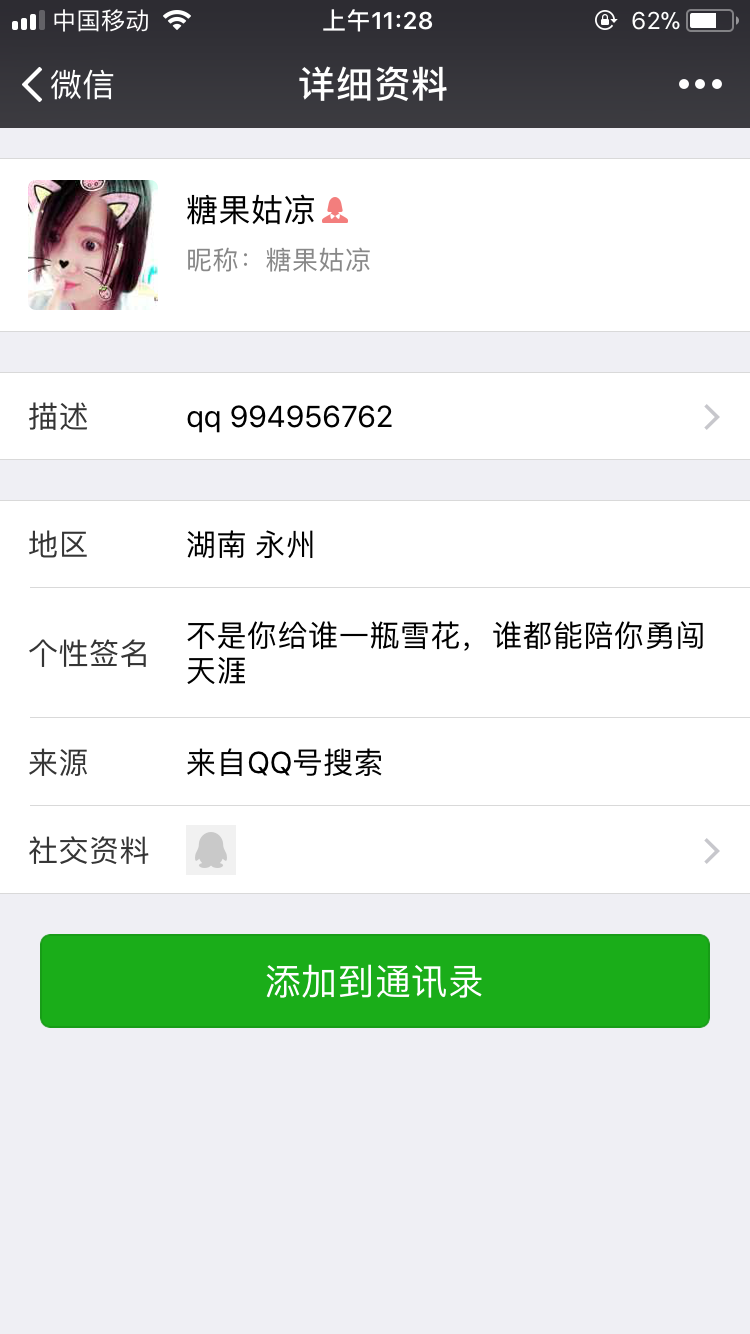 中国移动 上午11:28 62%
微信 详细资料
糖果姑凉
昵称：糖果姑凉
描述 qq 994956762
地区 湖南 永州
个性签名 不是你给谁一瓶雪花，谁都能陪你勇闯
天涯
来源 来自QQ号搜索
社交资料
添加到通讯录